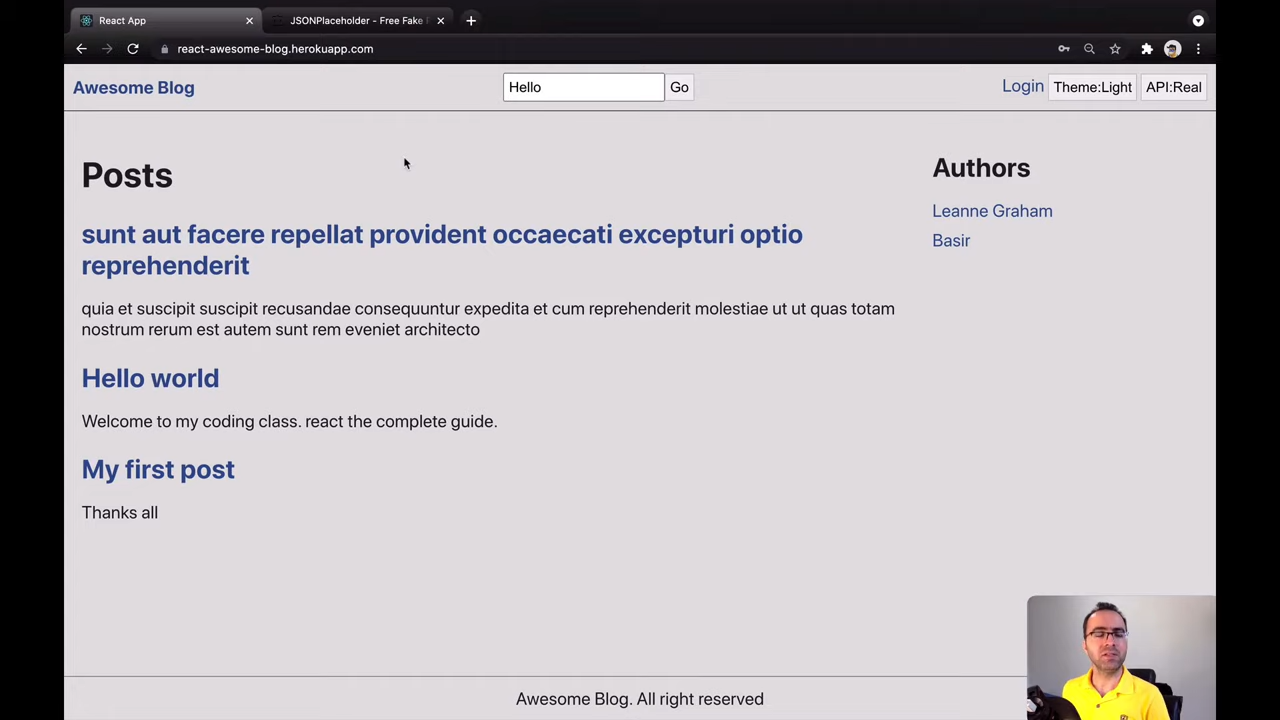 React App
JSONPlaceholder - Free Fake
react-awesome-blog.herokuapp.com
Awesome Blog
Hello
Go
Login
Theme:Light
API:Real
Posts
Authors
sunt aut facere repellat provident occaecati excepturi optio
reprehenderit
Leanne Graham
Basir
quia et suscipit suscipit recusandae consequuntur expedita et cum reprehenderit molestiae ut ut quas totam
nostrum rerum est autem sunt rem eveniet architecto
Hello world
Welcome to my coding class. react the complete guide.
My first post
Thanks all
Awesome Blog. All right reserved